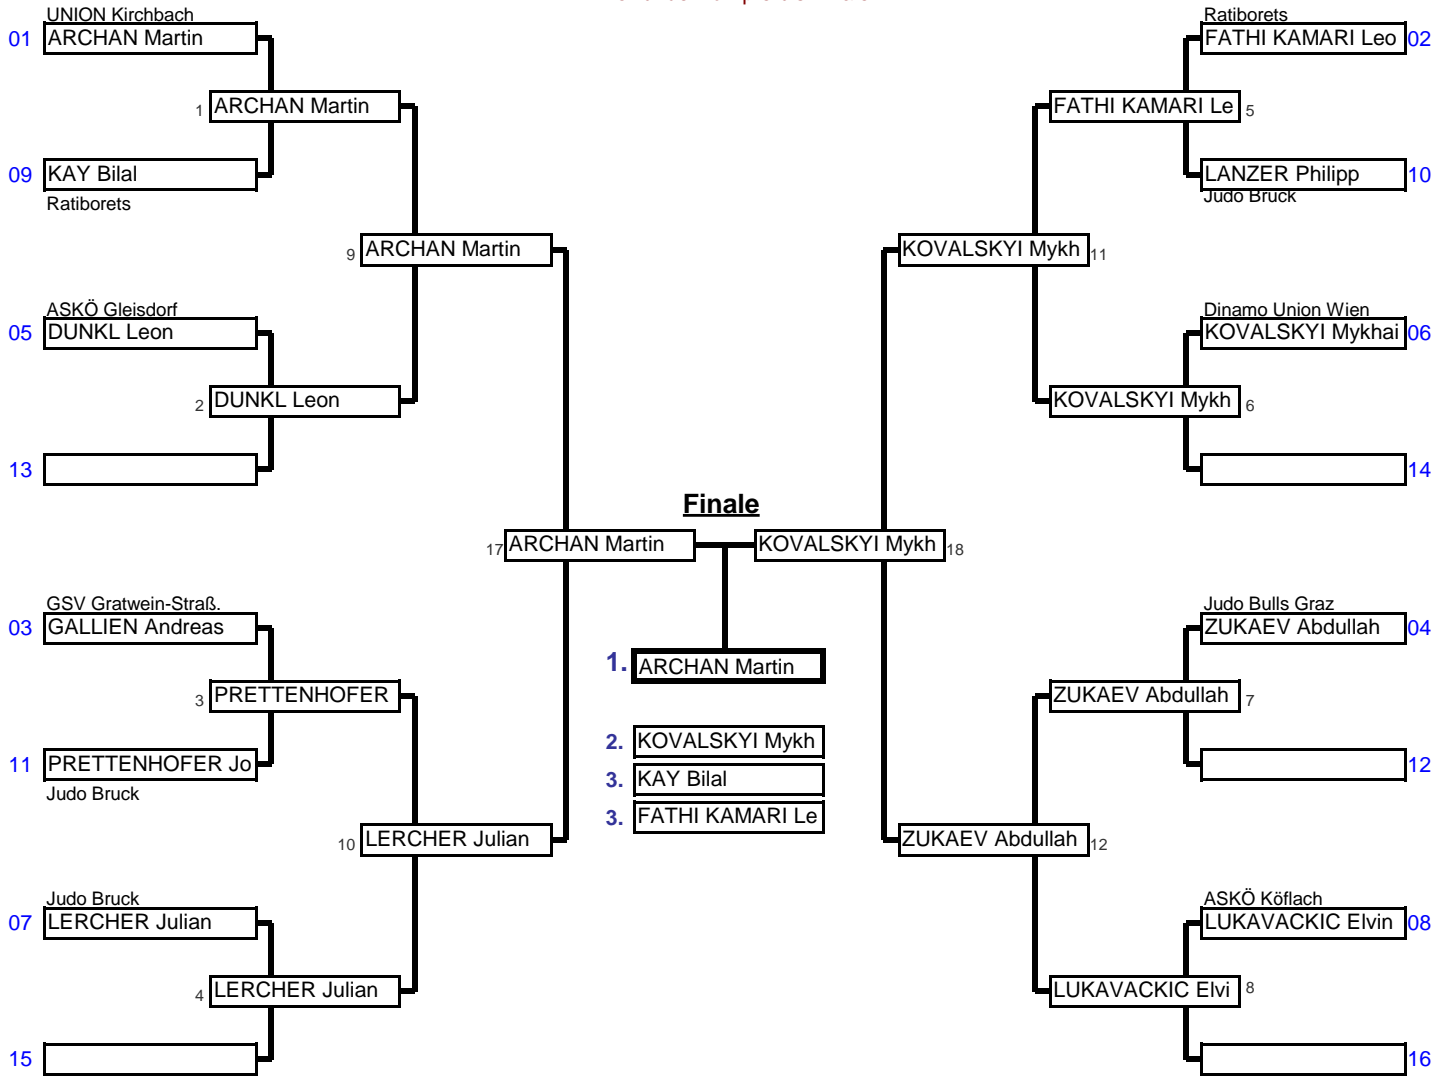 UNION Kirchbach
01 ARCHAN Martin
1 ARCHAN Martin
09 KAY Bilal
Ratiborets
9 ARCHAN Martin
ASKÖ Gleisdorf
05 DUNKL Leon
2 DUNKL Leon
13
17 ARCHAN Martin
GSV Gratwein-Straß.
03 GALLIEN Andreas
3 PRETTENHOFER
11 PRETTENHOFER Jo
Judo Bruck
10 LERCHER Julian
Judo Bruck
07 LERCHER Julian
4 LERCHER Julian
15
Finale
1. ARCHAN Martin
2. KOVALSKYI Mykh
3. KAY Bilal
3. FATHI KAMARI Le
Ratiborets
FATHI KAMARI Leo 02
FATHI KAMARI Le 5
LANZER Philipp 10
Judo Bruck
KOVALSKYI Mykh 11
Dinamo Union Wien
KOVALSKYI Mykhai 06
KOVALSKYI Mykh 6
14
KOVALSKYI Mykh 18
Judo Bulls Graz
ZUKAEV Abdullah 04
ZUKAEV Abdullah 7
12
ZUKAEV Abdullah 12
ASKÖ Köflach
LUKAVACKIC Elvin 08
LUKAVACKIC Elvi 8
16